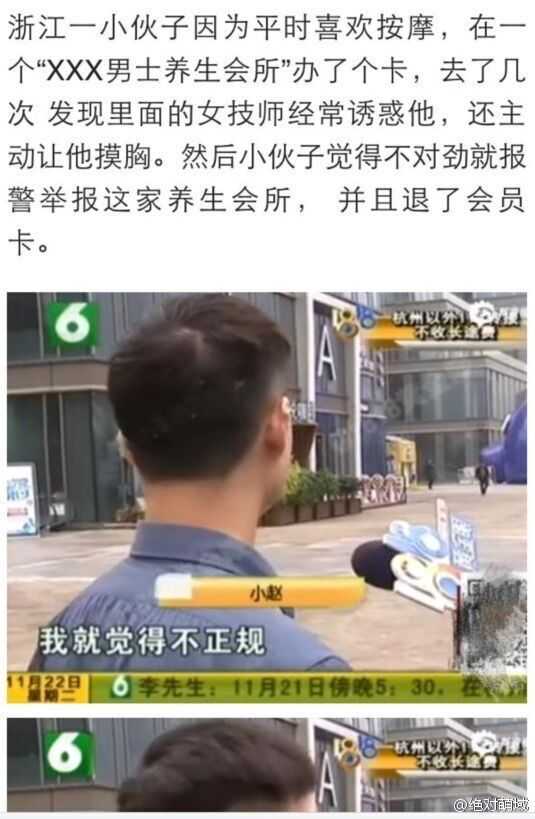 浙江一小伙子因为平时喜欢按摩，在一
个“XXX男士养生会所”办了个卡，去了几
次 发现里面的女技师经常诱惑他，还主
动让他摸胸。然后小伙子觉得不对劲就报
警举报这家养生会所， 并且退了会员
卡。
6
1818
杭州以外1
不收长途费
A
小赵
我就觉得不正规
11月22日
星期二
6 李先生：11月21日傍晚5：30，在
6
1818
杭州以外1
不收长途费
A
@绝对萌域